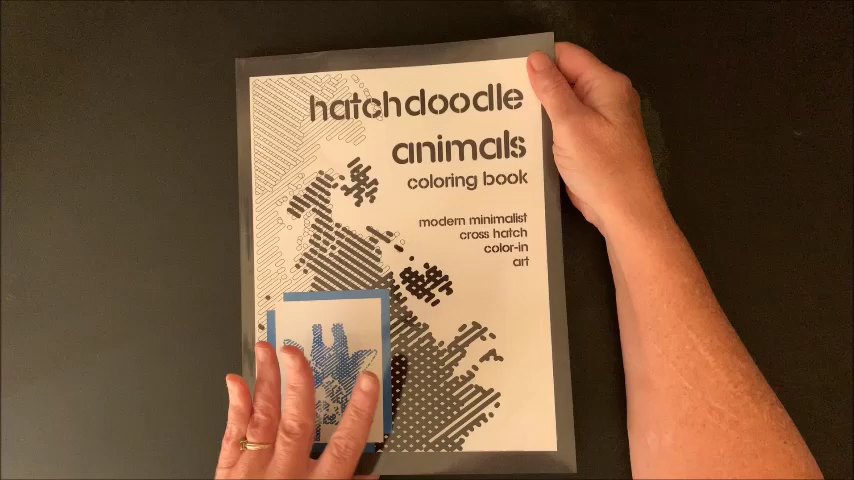 hatchdoodle
animals
coloring book
modern minimalist
cross hatch
color-in
art